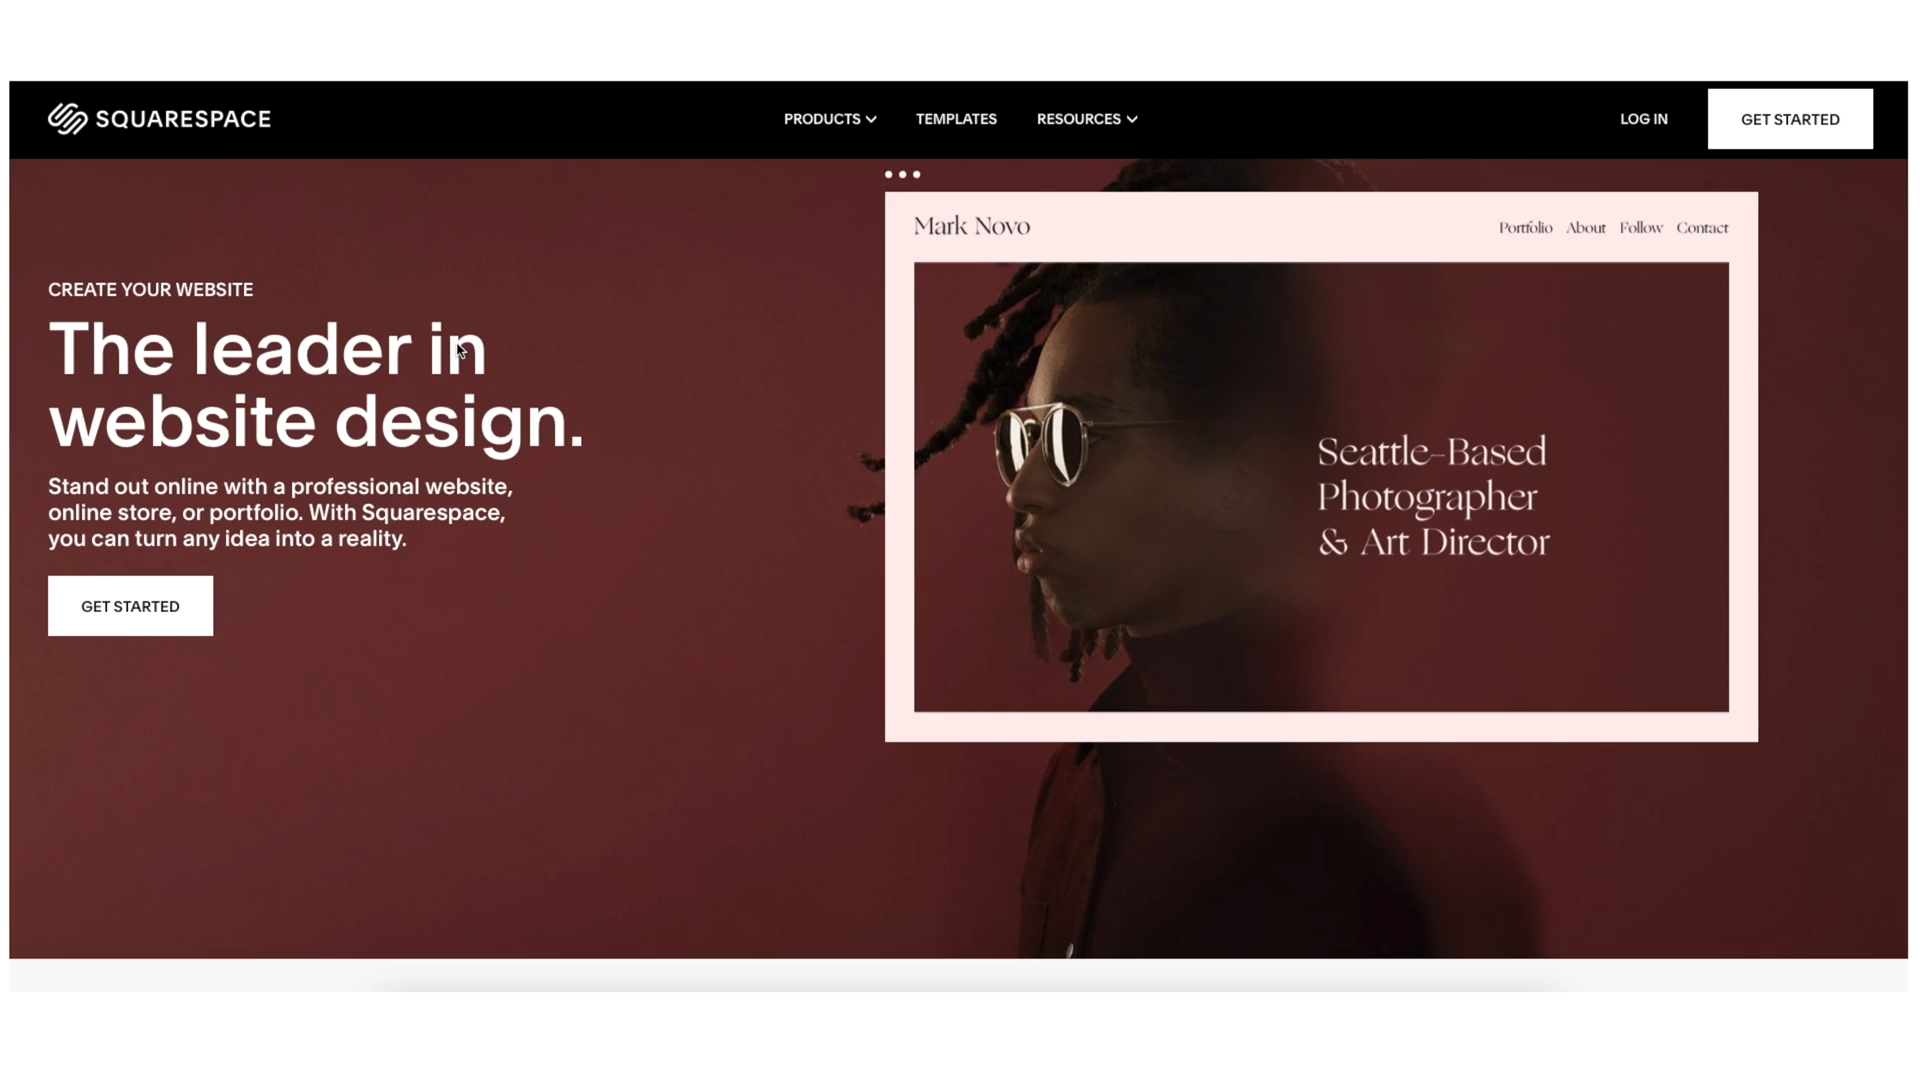 SQUARESPACE
PRODUCTS
TEMPLATES
RESOURCES
LOG IN
GET STARTED
CREATE YOUR WEBSITE
The leader in
website design.
Stand out online with a professional website,
online store, or portfolio. With Squarespace,
you can turn any idea into a reality.
GET STARTED
Mark Novo
Portfolio
About
Follow
Contact
Seattle-Based
Photographer
& Art Director